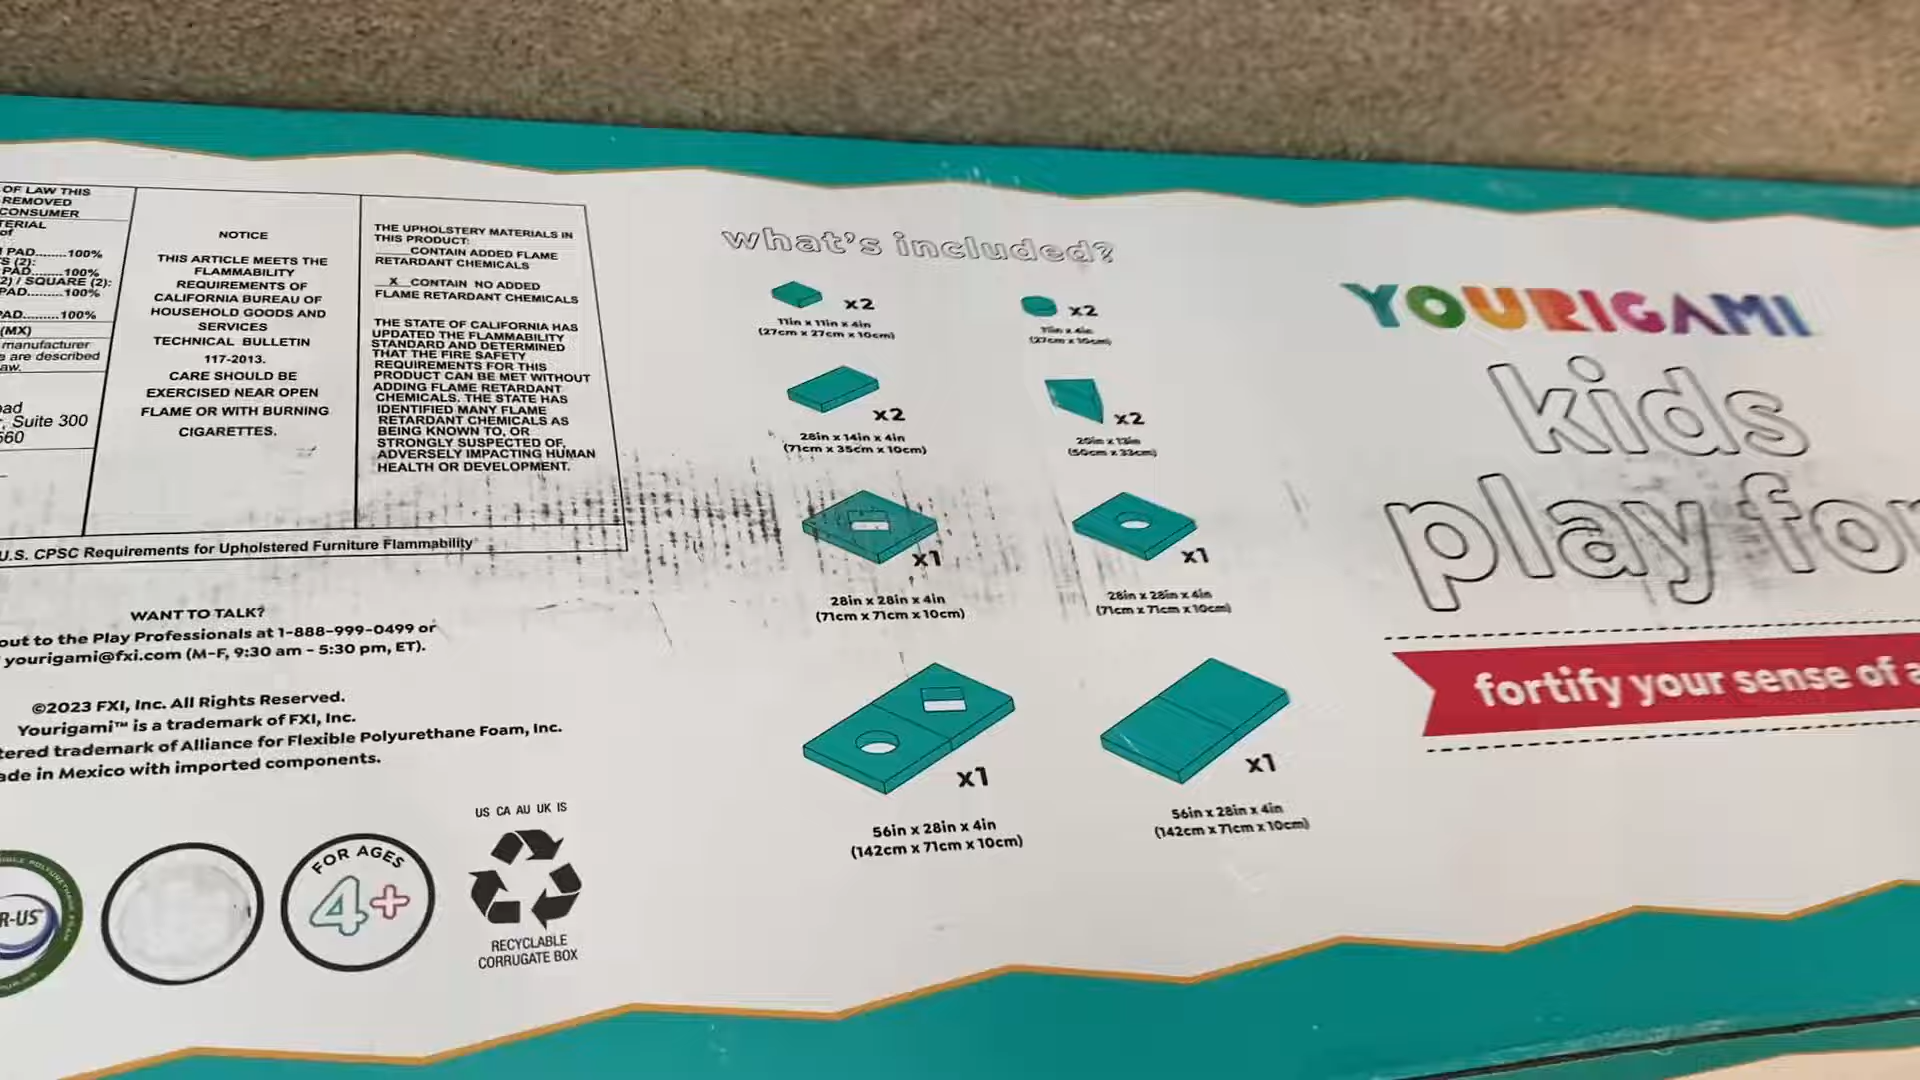 OF LAW THIS
REMOVED
CONSUMER
TERIAL
of
PAD........100%
S (2):
PAD........100%
2) / SQUARE (2):
PAD.........100%
PAD.........100%
(MX)
manufacturer
are described
aw.
Suite 300
560
NOTICE
THIS ARTICLE MEETS THE
FLAMMABILITY
REQUIREMENTS OF
CALIFORNIA BUREAU OF
HOUSEHOLD GOODS AND
SERVICES
TECHNICAL BULLETIN
117-2013.
CARE SHOULD BE
EXERCISED NEAR OPEN
FLAME OR WITH BURNING
CIGARETTES.
THE UPHOLSTERY MATERIALS IN
THIS PRODUCT:
____CONTAIN ADDED FLAME
RETARDANT CHEMICALS
X CONTAIN NO ADDED
FLAME RETARDANT CHEMICALS
THE STATE OF CALIFORNIA HAS
UPDATED THE FLAMMABILITY
STANDARD AND DETERMINED
THAT THE FIRE SAFETY
REQUIREMENTS FOR THIS
PRODUCT CAN BE MET WITHOUT
ADDING FLAME RETARDANT
CHEMICALS. THE STATE HAS
IDENTIFIED MANY FLAME
RETARDANT CHEMICALS AS
BEING KNOWN TO, OR
STRONGLY SUSPECTED OF,
ADVERSELY IMPACTING HUMAN
HEALTH OR DEVELOPMENT.
U.S. CPSC Requirements for Upholstered Furniture Flammability
WANT TO TALK?
out to the Play Professionals at 1-888-999-0499 or
yourigami@fxi.com (M-F, 9:30 am - 5:30 pm, ET).
©2023 FXI, Inc. All Rights Reserved.
Yourigami™ is a trademark of FXI, Inc.
tered trademark of Alliance for Flexible Polyurethane Foam, Inc.
ade in Mexico with imported components.
R-US
FOR AGES
4+
US CA AU UK IS
RECYCLABLE
CORRUGATE BOX
what's included?
x2
11in x 11in x 4in
(27cm x 27cm x 10cm)
x2
11in x 4in
(27cm x 10cm)
x2
28in x 14in x 4in
(71cm x 35cm x 10cm)
x2
20in x 13in
(50cm x 33cm)
x1
28in x 28in x 4in
(71cm x 71cm x 10cm)
x1
28in x 28in x 4in
(71cm x 71cm x 10cm)
x1
56in x 28in x 4in
(142cm x 71cm x 10cm)
x1
56in x 28in x 4in
(142cm x 71cm x 10cm)
YOURIGAMI
kids
play for
fortify your sense of a